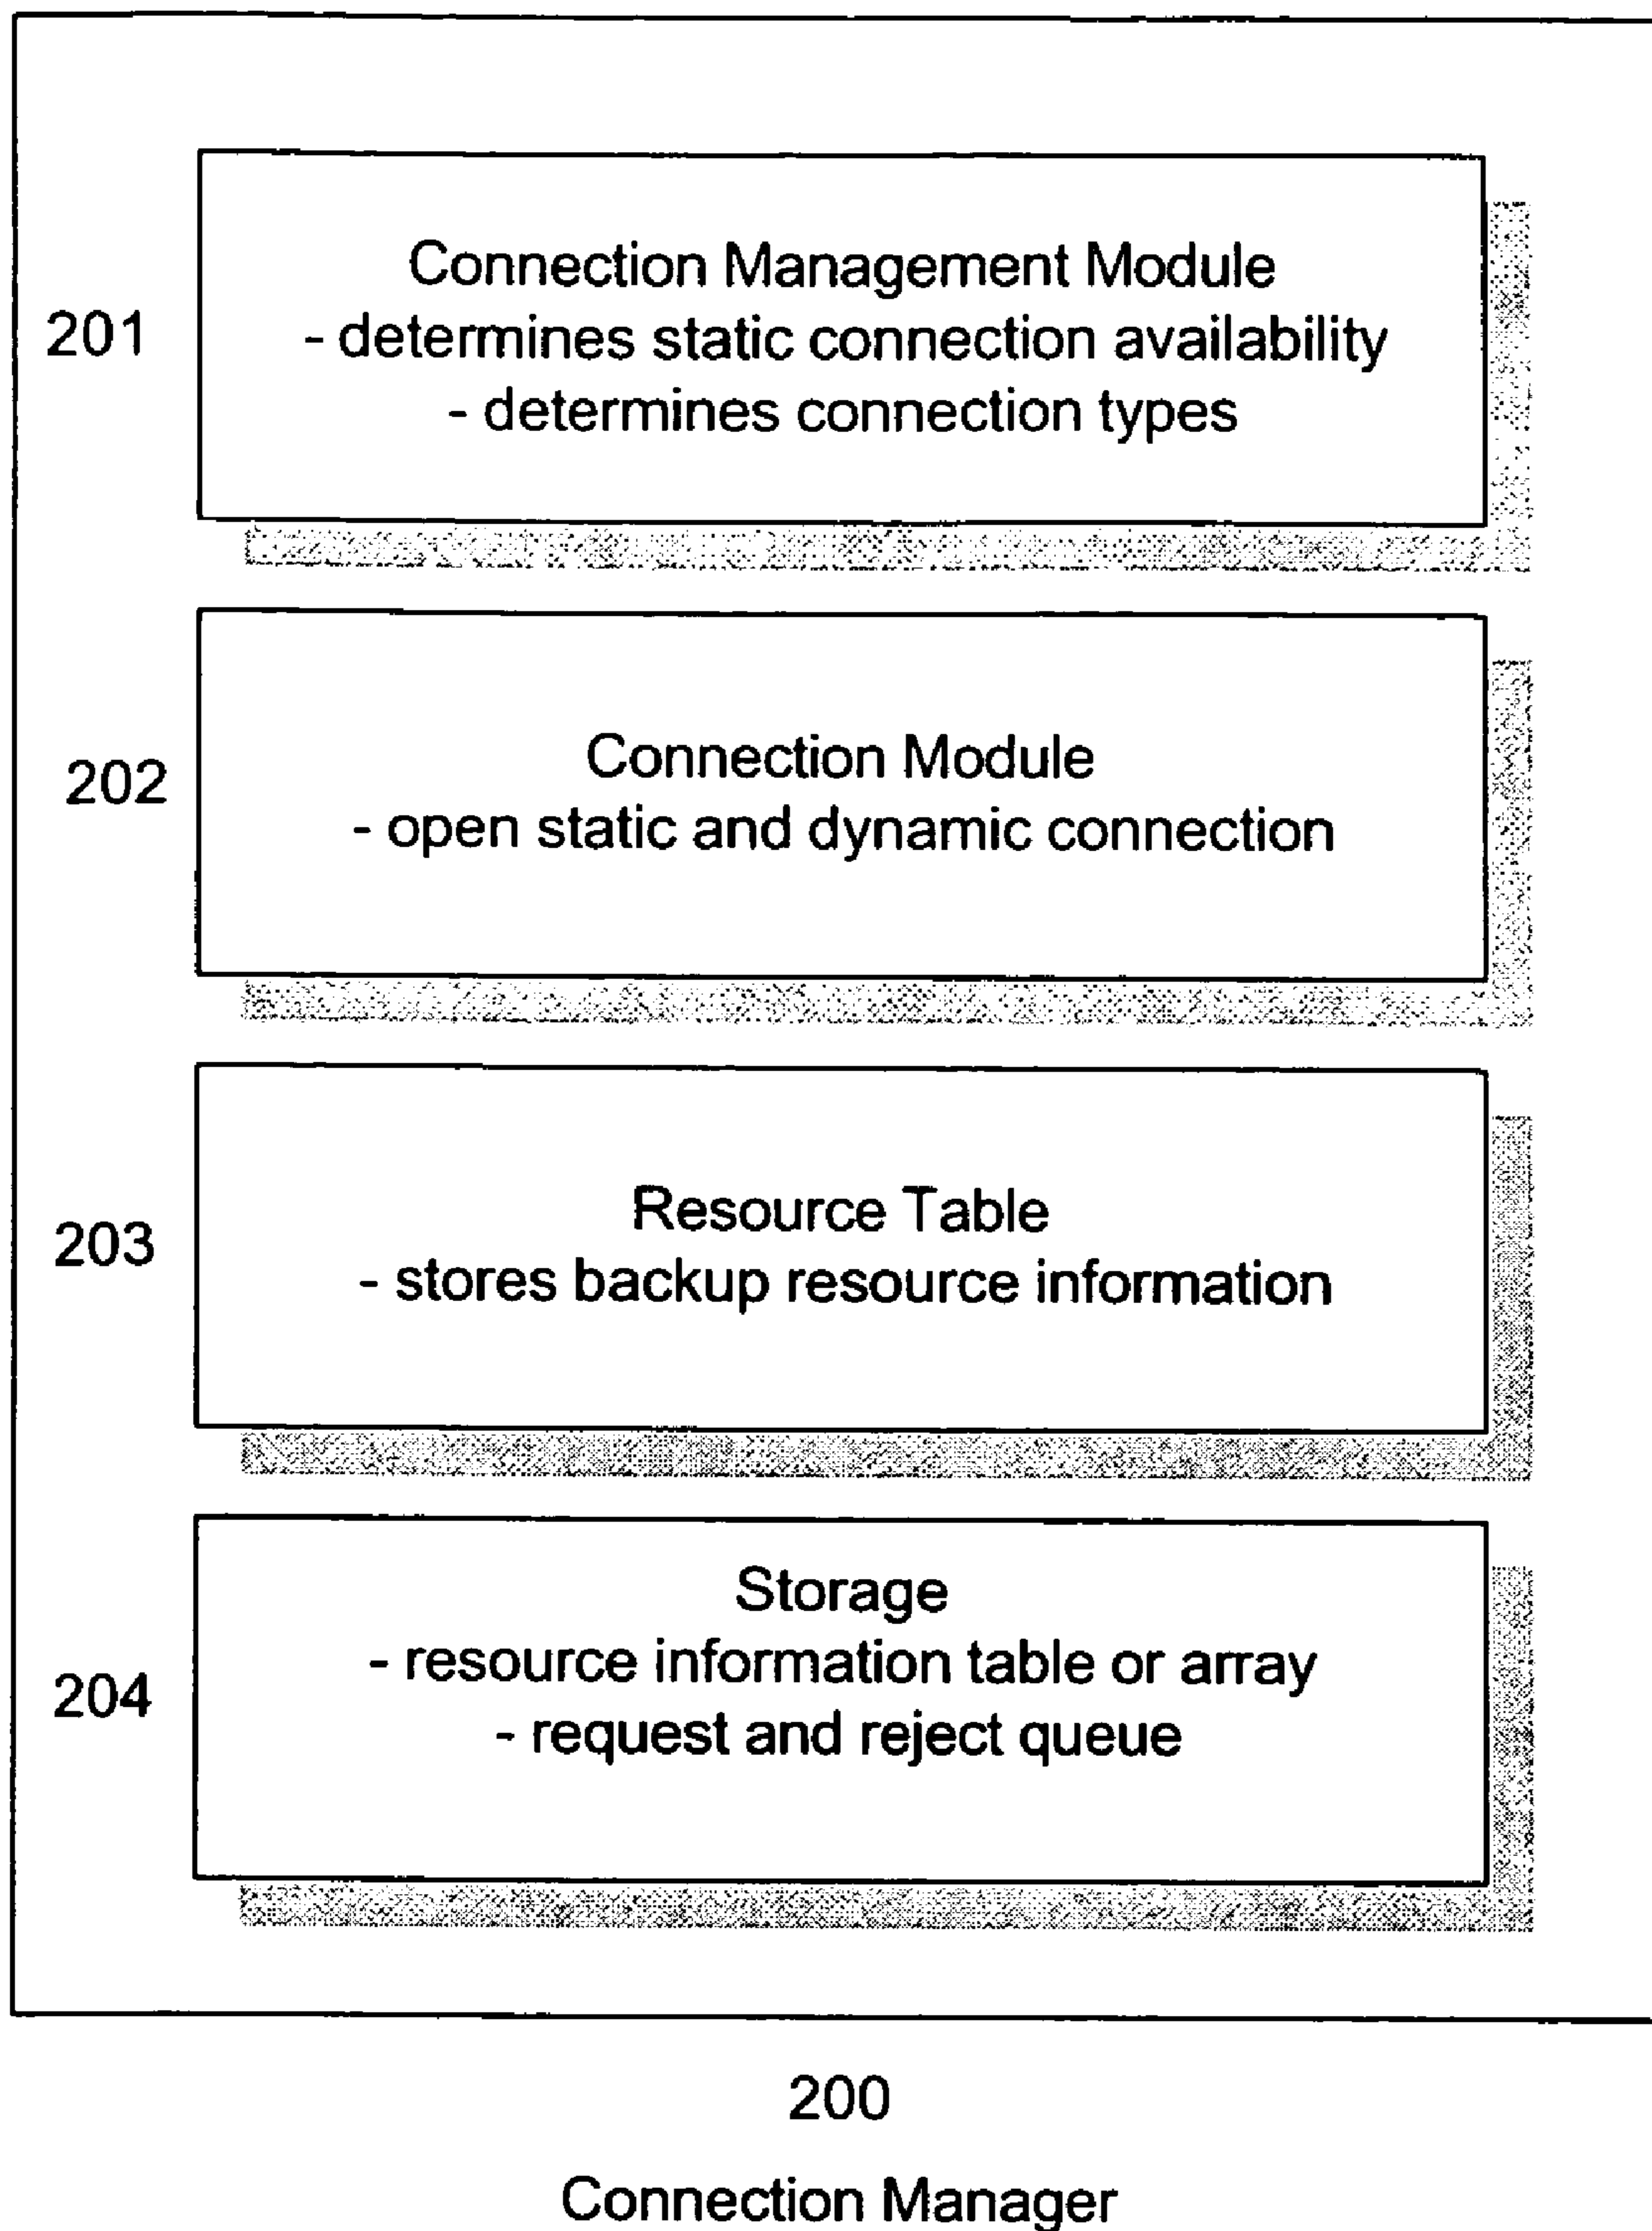 201
Connection Management Module
- determines static connection availability
- determines connection types
202
Connection Module
- open static and dynamic connection
203
Resource Table
- stores backup resource information
204
Storage
- resource information table or array
- request and reject queue
200
Connection Manager